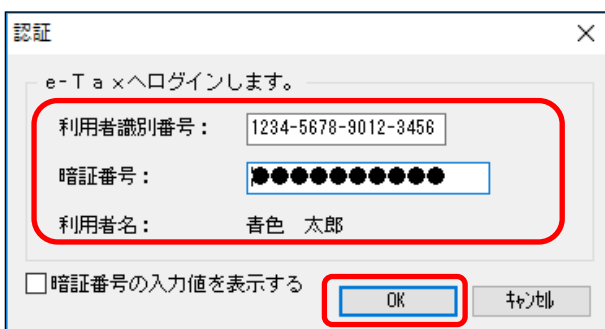 認証
e-Taxへログインします。
利用者識別番号： 1234-5678-9012-3456
暗証番号： ●●●●●●●●●●
利用者名： 青色　太郎
暗証番号の入力値を表示する
OK ｷｬﾝｾﾙ